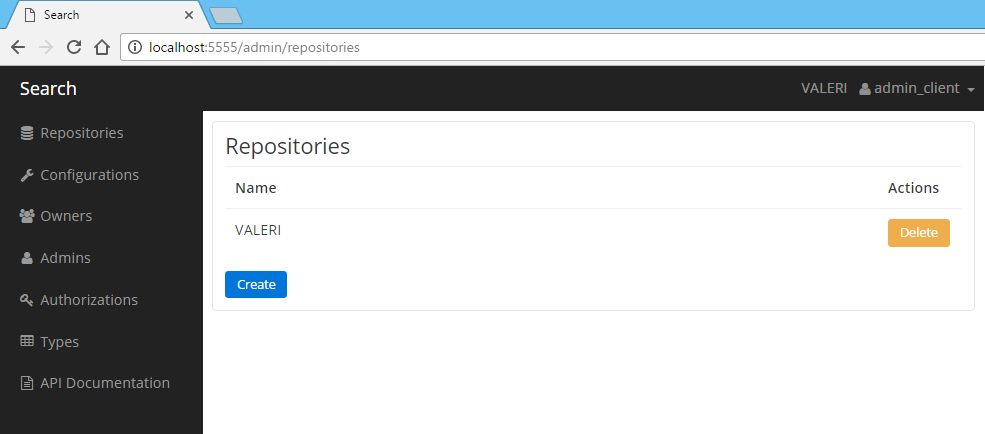 Search
localhost:5555/admin/repositories
Search VALERI admin_client
Repositories
Configurations
Owners
Admins
Authorizations
Types
API Documentation
Repositories
Name Actions
VALERI Delete
Create